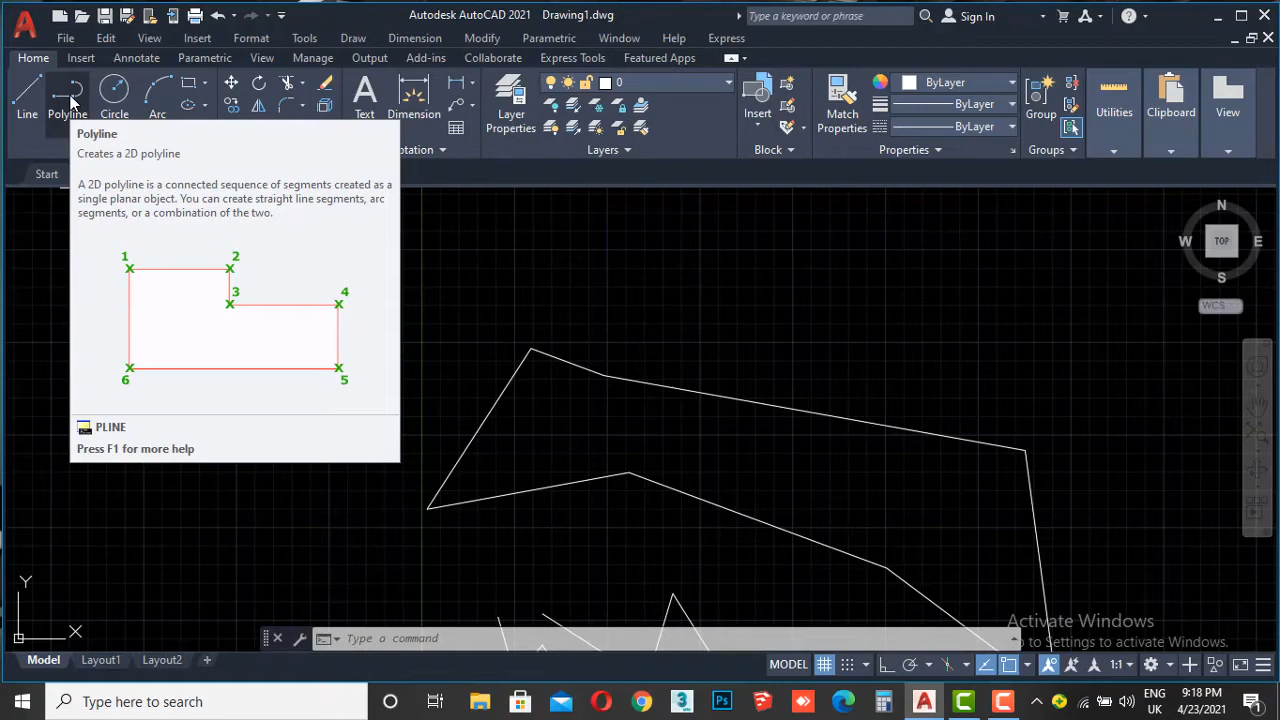 Autodesk AutoCAD 2021 Drawing1.dwg
Type a keyword or phrase
Sign In
File Edit View Insert Format Tools Draw Dimension Modify Parametric Window Help Express
Home Insert Annotate Parametric View Manage Output Add-ins Collaborate Express Tools Featured Apps
0
ByLayer
ByLayer
ByLayer
Line Polyline Circle Arc Text Dimension Layer Properties Insert Match Properties Group Utilities Clipboard View
Layers Block Properties Groups
Start
Polyline
Creates a 2D polyline
A 2D polyline is a connected sequence of segments created as a
single planar object. You can create straight line segments, arc
segments, or a combination of the two.
1 2
3 4
6 5
PLINE
Press F1 for more help
N
W TOP E
S
WCS
Y
X
Type a command
Activate Windows
to Settings to activate Windows.
Model Layout1 Layout2 +
MODEL
1:1
Type here to search
3
Ps
A
C
C
ENG
UK
9:18 PM
4/23/2021